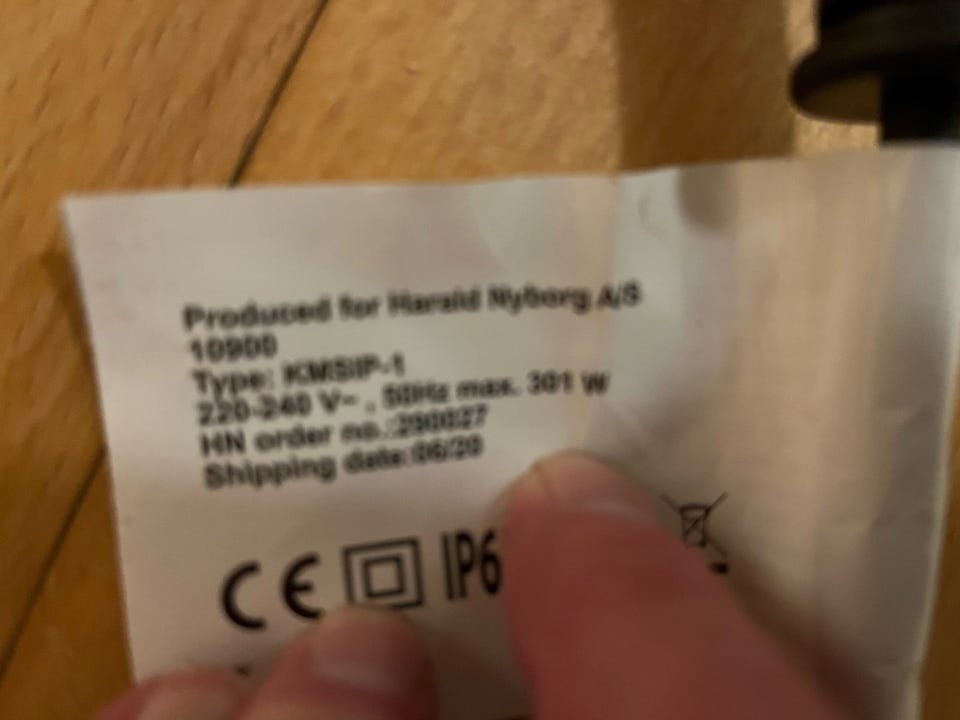 Produced for Harald Nyborg A/S
10900
Type: KMSIP-1
220-240 V~ , 50Hz max. 301 W
HN order no.:290027
Shipping date:06/20
CE IP6